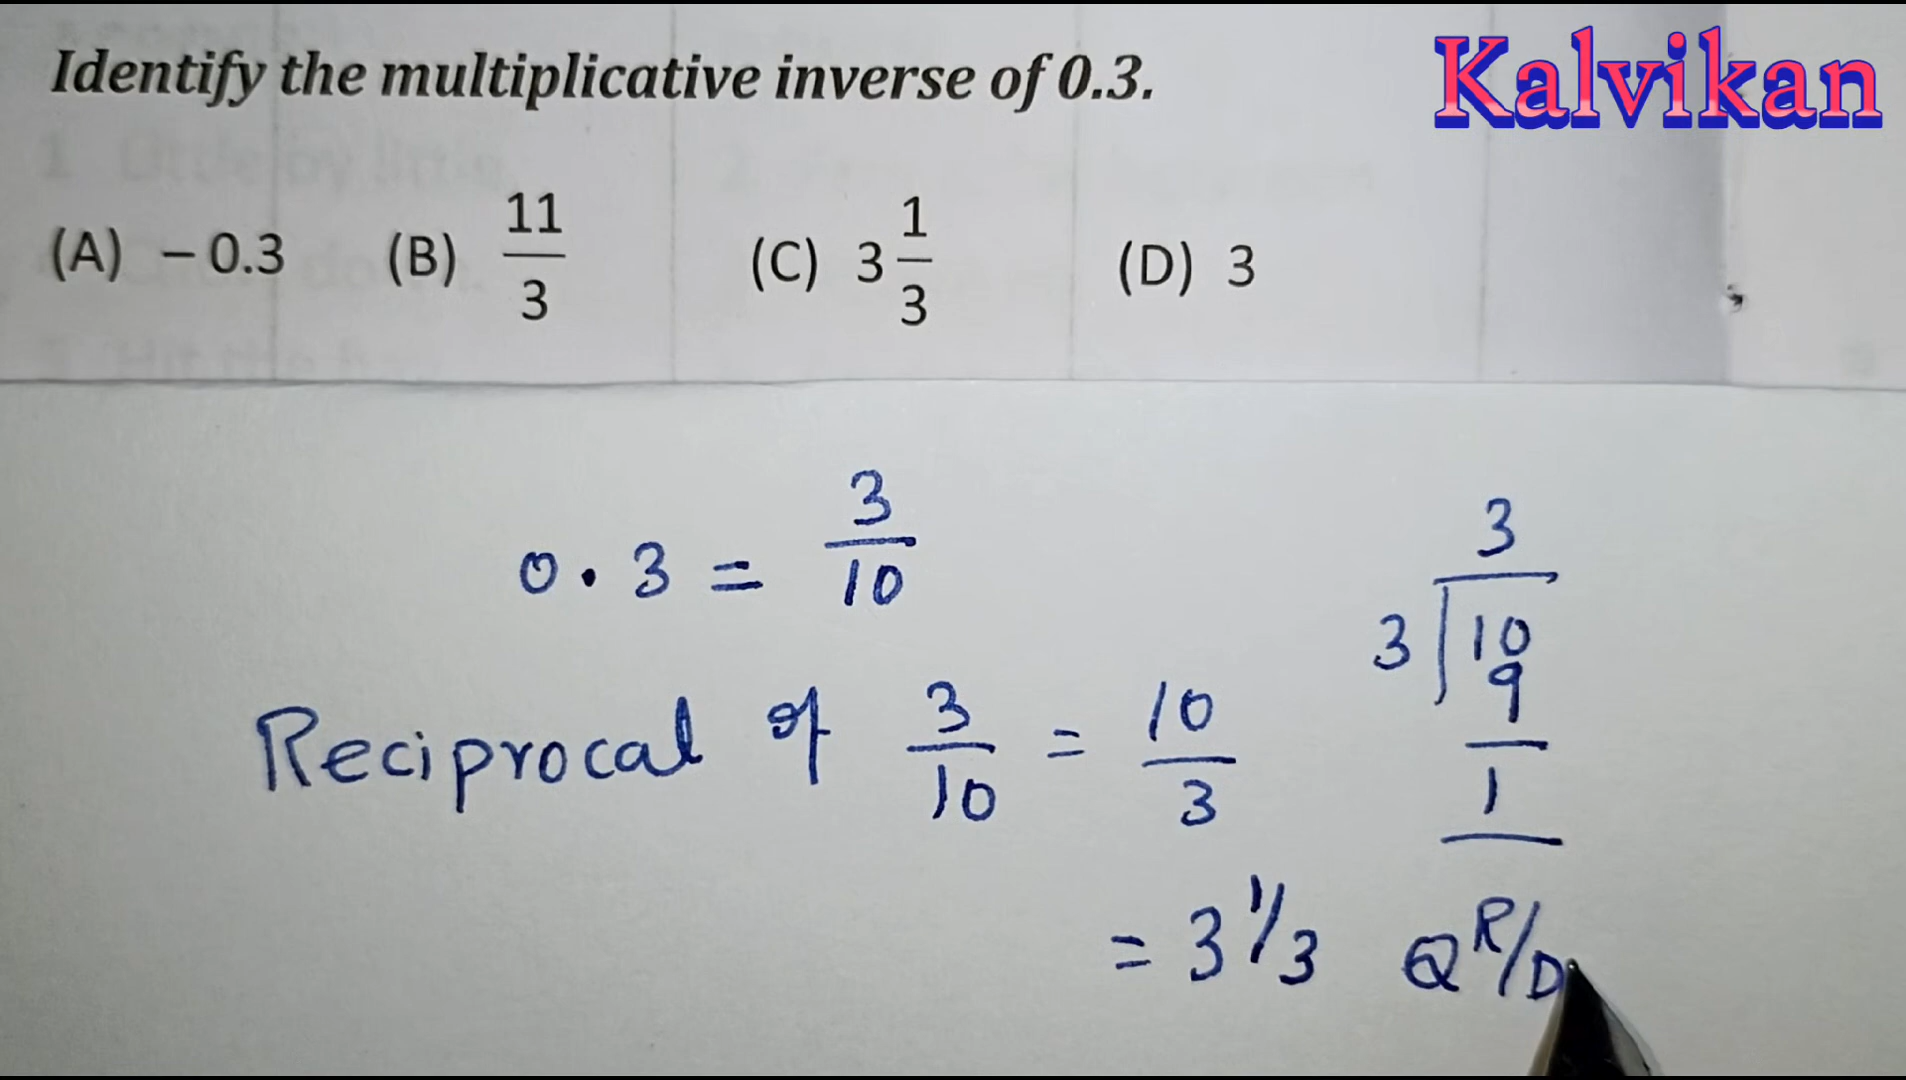 Identify the multiplicative inverse of 0.3.
Kalvikan
(A) – 0.3 (B) 11/3 (C) 3 1/3 (D) 3
0.3 = 3/10
3
3 10
9
1
Reciprocal of 3/10 = 10/3
= 3 1/3 Q R/D